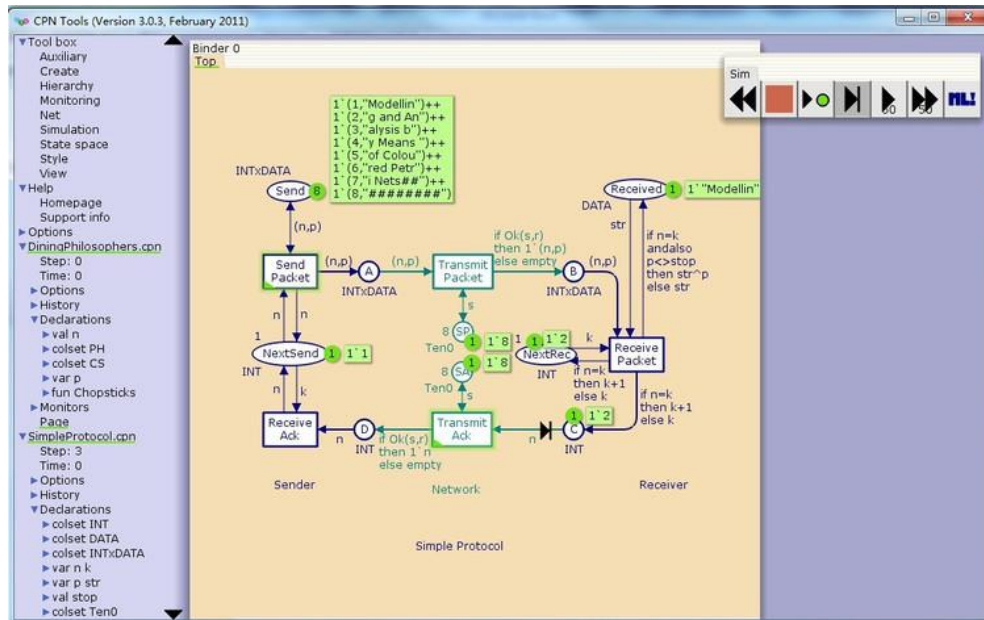 CPN Tools (Version 3.0.3, February 2011)
Tool box
Auxiliary
Create
Hierarchy
Monitoring
Net
Simulation
State space
Style
View
Help
Homepage
Support info
Options
DiningPhilosophers.cpn
Step: 0
Time: 0
Options
History
Declarations
val n
colset PH
colset CS
var p
fun Chopsticks
Monitors
Page
SimpleProtocol.cpn
Step: 3
Time: 0
Options
History
Declarations
colset INT
colset DATA
colset INTxDATA
var n k
var p str
val stop
colset Ten0
Binder 0
Top
Sim
50
ML!
1`(1,"Modellin")++
1`(2,"g and An")++
1`(3,"alysis b")++
1`(4,"y Means ")++
1`(5,"of Colou")++
1`(6,"red Petr")++
1`(7,"i Nets##")++
1`(8,"########")
INTxDATA
Send 8
Received 1 1`"Modellin"
DATA
(n,p)
str
if n=k
andalso
p<>stop
then str^p
else str
if Ok(s,r)
then 1`(n,p)
else empty
Send
Packet
(n,p)
A
(n,p)
Transmit
Packet
B
(n,p)
INTxDATA
INTxDATA
n
n
s
8 SP 1 1`8
Ten0
1
NextSend 1 1`1
INT
1
NextRec 1 1`2
INT
k
Receive
Packet
8 SA 1 1`8
Ten0
if n=k
then k+1
else k
if n=k
then k+1
else k
n
k
s
Receive
Ack
n
D
INT
if Ok(s,r)
then 1`n
else empty
Transmit
Ack
n
C
1 1`2
INT
Sender
Network
Receiver
Simple Protocol